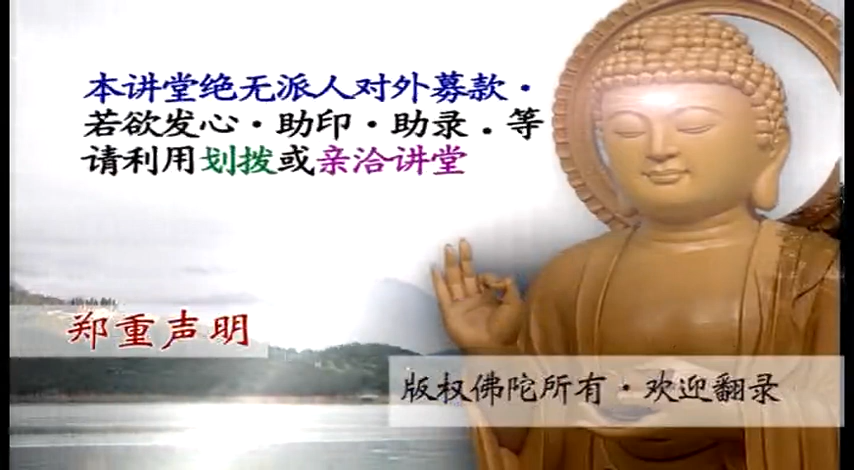 本讲堂绝无派人对外募款·
若欲发心·助印·助录.等
请利用划拨或亲洽讲堂
郑重声明
版权佛陀所有·欢迎翻录